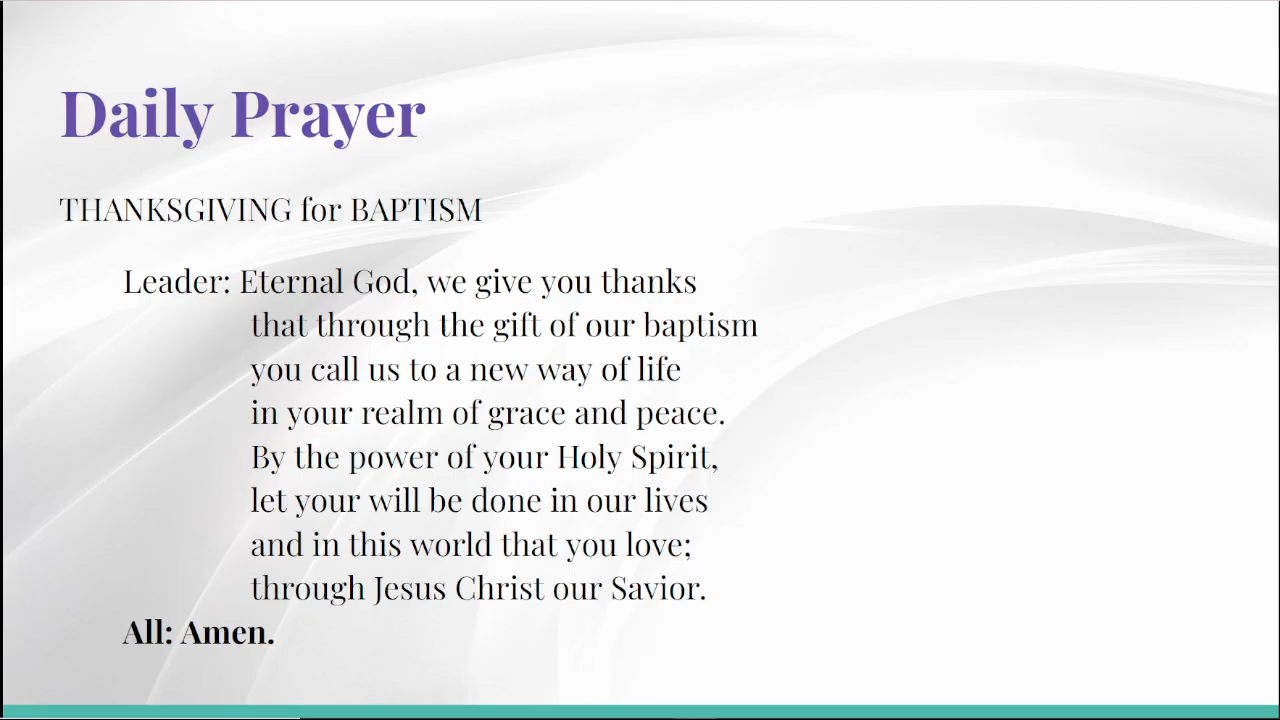 Daily Prayer
THANKSGIVING for BAPTISM
Leader: Eternal God, we give you thanks
that through the gift of our baptism
you call us to a new way of life
in your realm of grace and peace.
By the power of your Holy Spirit,
let your will be done in our lives
and in this world that you love;
through Jesus Christ our Savior.
All: Amen.